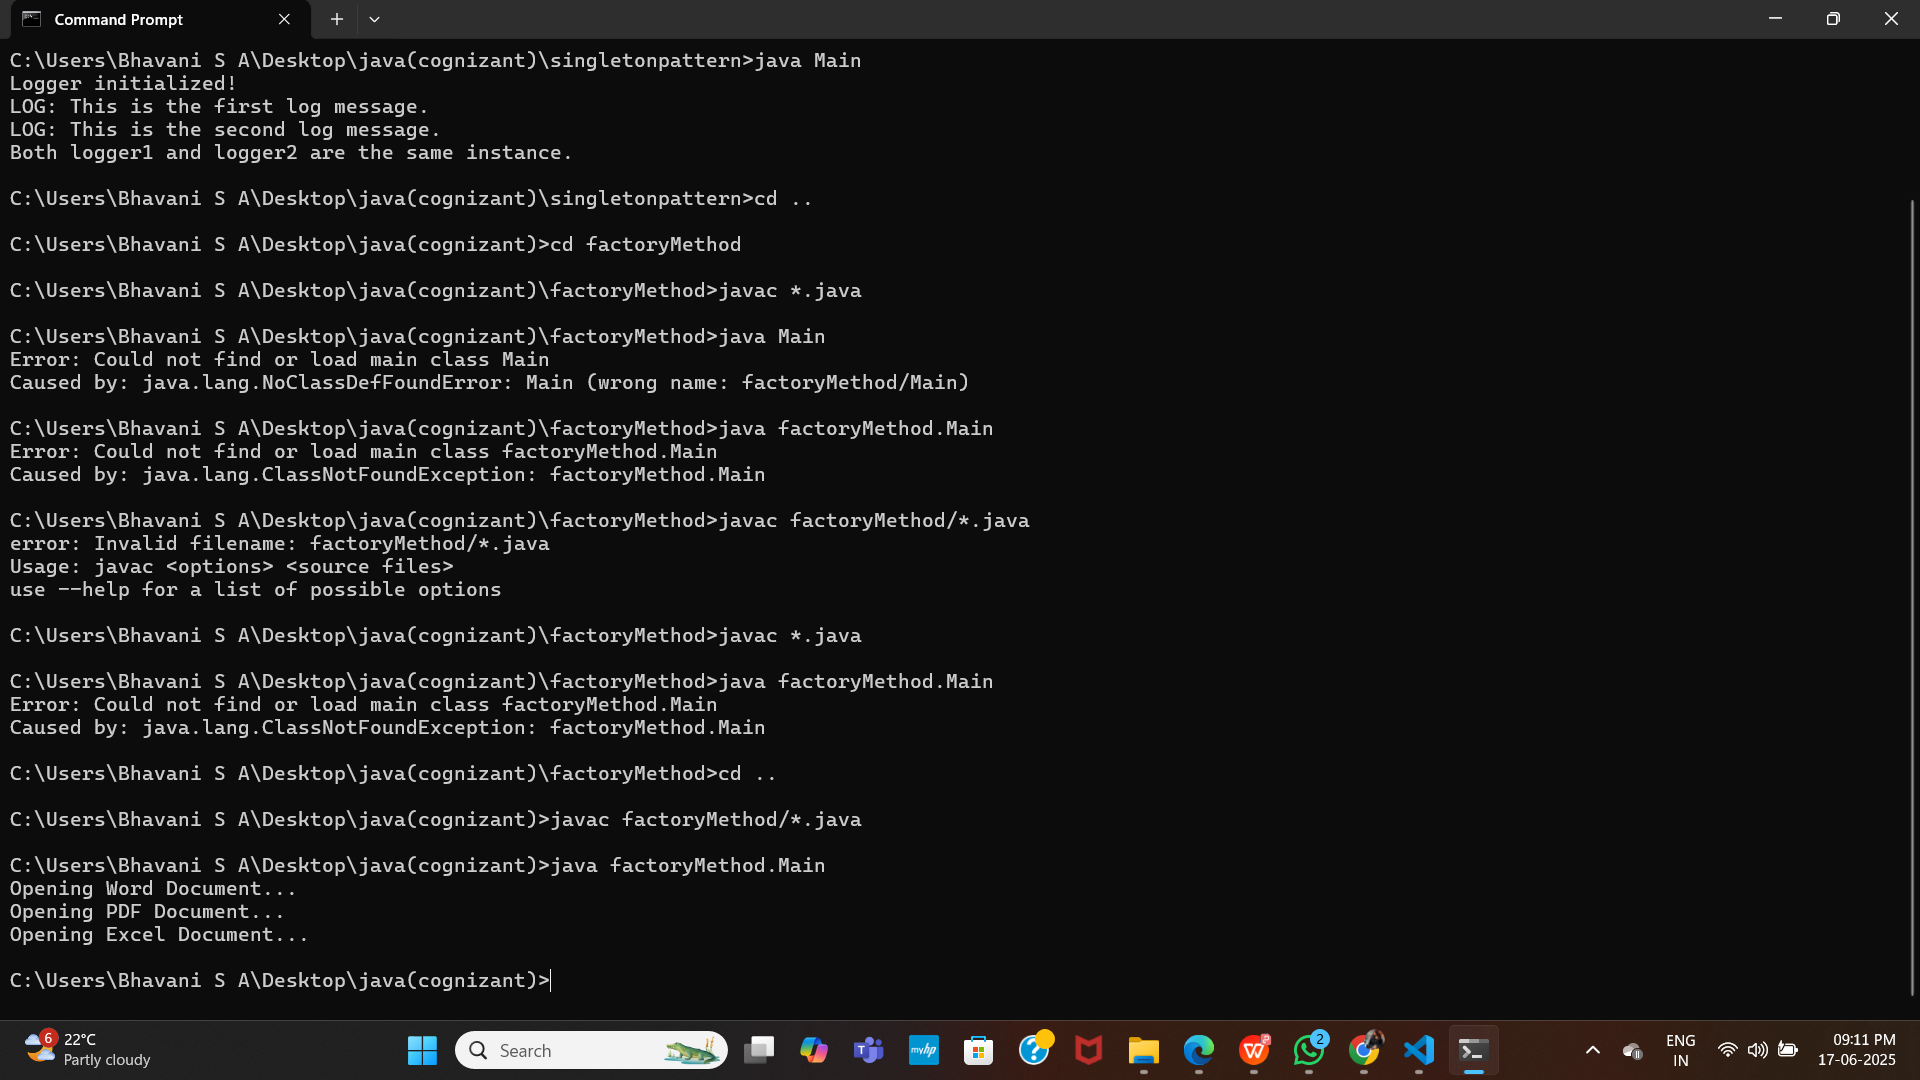 Command Prompt
C:\Users\Bhavani S A\Desktop\java(cognizant)\singletonpattern>java Main
Logger initialized!
LOG: This is the first log message.
LOG: This is the second log message.
Both logger1 and logger2 are the same instance.
C:\Users\Bhavani S A\Desktop\java(cognizant)\singletonpattern>cd ..
C:\Users\Bhavani S A\Desktop\java(cognizant)>cd factoryMethod
C:\Users\Bhavani S A\Desktop\java(cognizant)\factoryMethod>javac *.java
C:\Users\Bhavani S A\Desktop\java(cognizant)\factoryMethod>java Main
Error: Could not find or load main class Main
Caused by: java.lang.NoClassDefFoundError: Main (wrong name: factoryMethod/Main)
C:\Users\Bhavani S A\Desktop\java(cognizant)\factoryMethod>java factoryMethod.Main
Error: Could not find or load main class factoryMethod.Main
Caused by: java.lang.ClassNotFoundException: factoryMethod.Main
C:\Users\Bhavani S A\Desktop\java(cognizant)\factoryMethod>javac factoryMethod/*.java
error: Invalid filename: factoryMethod/*.java
Usage: javac <options> <source files>
use --help for a list of possible options
C:\Users\Bhavani S A\Desktop\java(cognizant)\factoryMethod>javac *.java
C:\Users\Bhavani S A\Desktop\java(cognizant)\factoryMethod>java factoryMethod.Main
Error: Could not find or load main class factoryMethod.Main
Caused by: java.lang.ClassNotFoundException: factoryMethod.Main
C:\Users\Bhavani S A\Desktop\java(cognizant)\factoryMethod>cd ..
C:\Users\Bhavani S A\Desktop\java(cognizant)>javac factoryMethod/*.java
C:\Users\Bhavani S A\Desktop\java(cognizant)>java factoryMethod.Main
Opening Word Document...
Opening PDF Document...
Opening Excel Document...
C:\Users\Bhavani S A\Desktop\java(cognizant)>
6
22°C
Partly cloudy
Search
T
myhp
?
W
2
ENG
IN
09:11 PM
17-06-2025